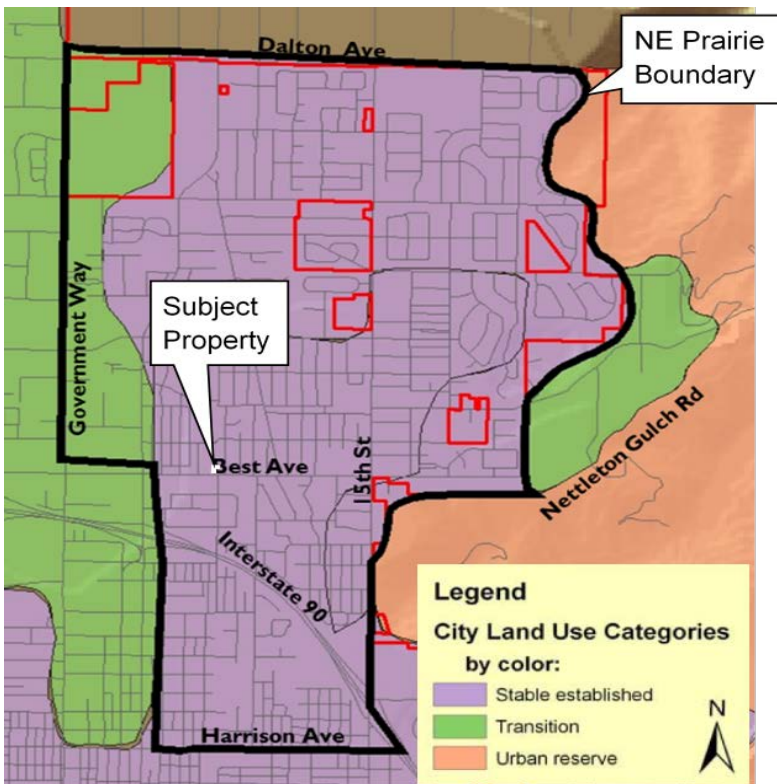 Dalton Ave
NE Prairie
Boundary
Government Way
Subject
Property
Best Ave
15th St
Nettleton Gulch Rd
Interstate 90
Harrison Ave
Legend
City Land Use Categories
by color:
Stable established
Transition
Urban reserve
N